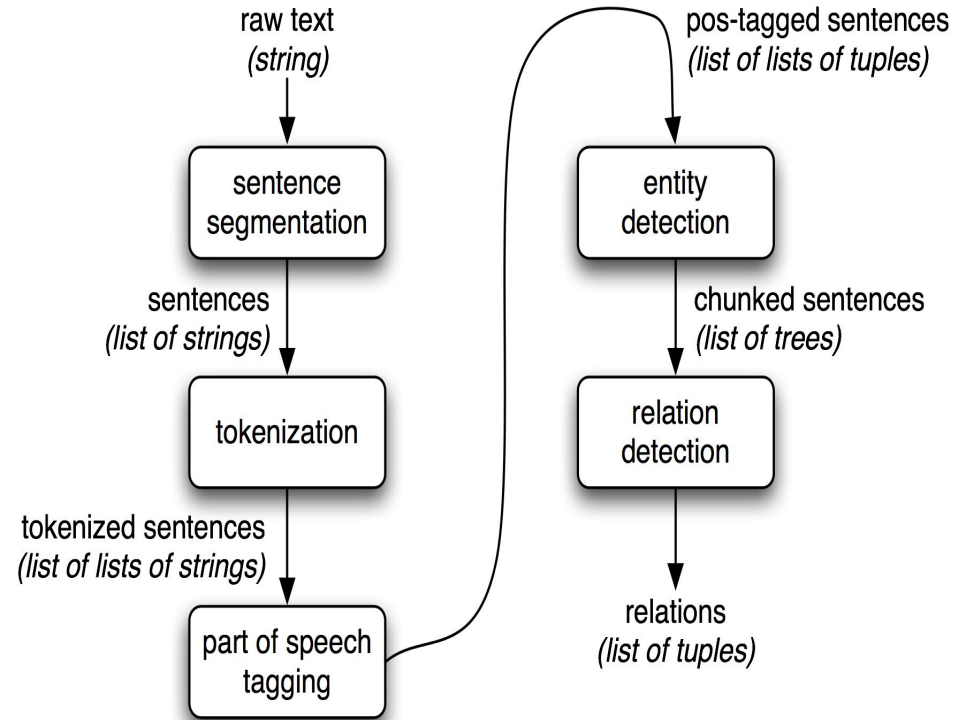 raw text
(string)
sentence
segmentation
sentences
(list of strings)
tokenization
tokenized sentences
(list of lists of strings)
part of speech
tagging
pos-tagged sentences
(list of lists of tuples)
entity
detection
chunked sentences
(list of trees)
relation
detection
relations
(list of tuples)